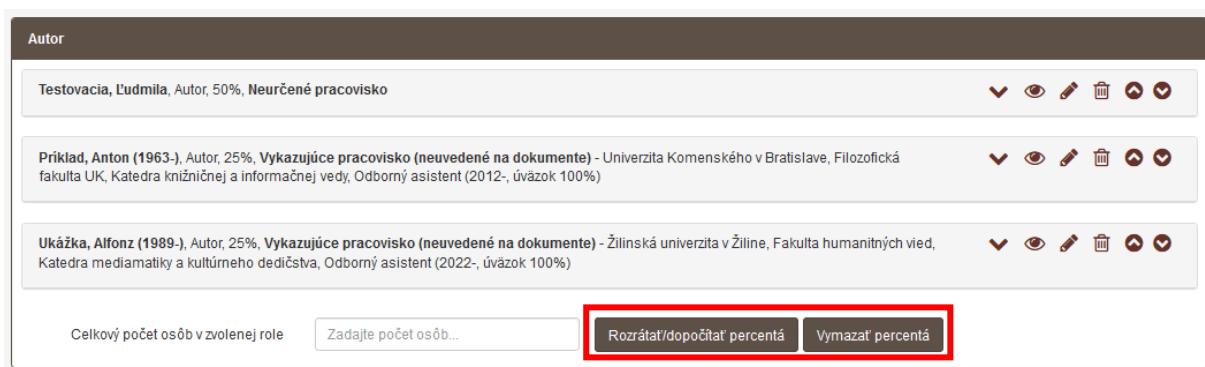 Autor
Testovacia, Ľudmila, Autor, 50%, Neurčené pracovisko
Príklad, Anton (1963-), Autor, 25%, Vykazujúce pracovisko (neuvedené na dokumente) - Univerzita Komenského v Bratislave, Filozofická
fakulta UK, Katedra knižničnej a informačnej vedy, Odborný asistent (2012-, úväzok 100%)
Ukážka, Alfonz (1989-), Autor, 25%, Vykazujúce pracovisko (neuvedené na dokumente) - Žilinská univerzita v Žiline, Fakulta humanitných vied,
Katedra mediamatiky a kultúrneho dedičstva, Odborný asistent (2022-, úväzok 100%)
Celkový počet osôb v zvolenej role Zadajte počet osôb... Rozrátať/dopočítať percentá Vymazať percentá